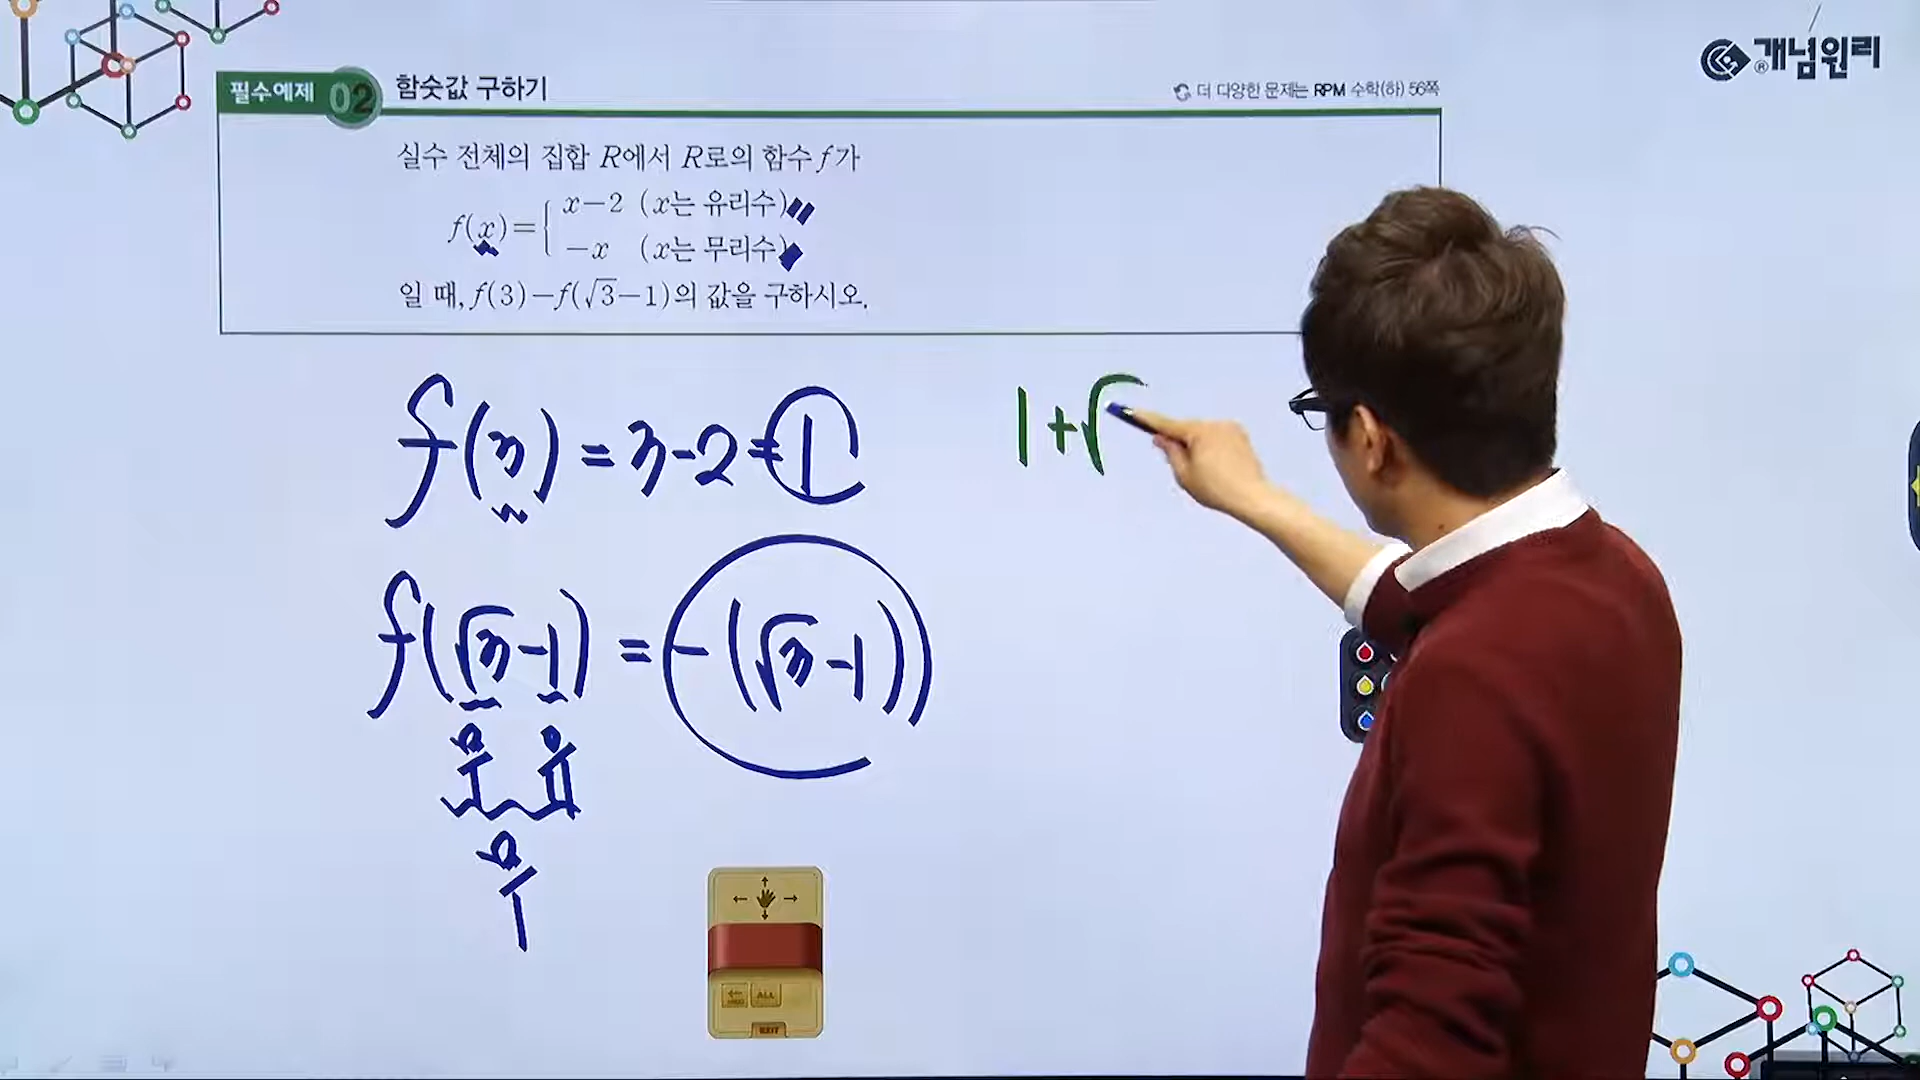 개념원리
필수예제 02 함숫값 구하기
더 다양한 문제는 RPM 수학(하) 56쪽
실수 전체의 집합 R에서 R로의 함수 f가
f(x)={ x-2 (x는 유리수)
-x (x는 무리수)
일 때, f(3)-f(√3-1)의 값을 구하시오.
f(3)=3-2=1
1+√
f(√3-1)=-(√3-1)
무 유
무
ALL
EXIT